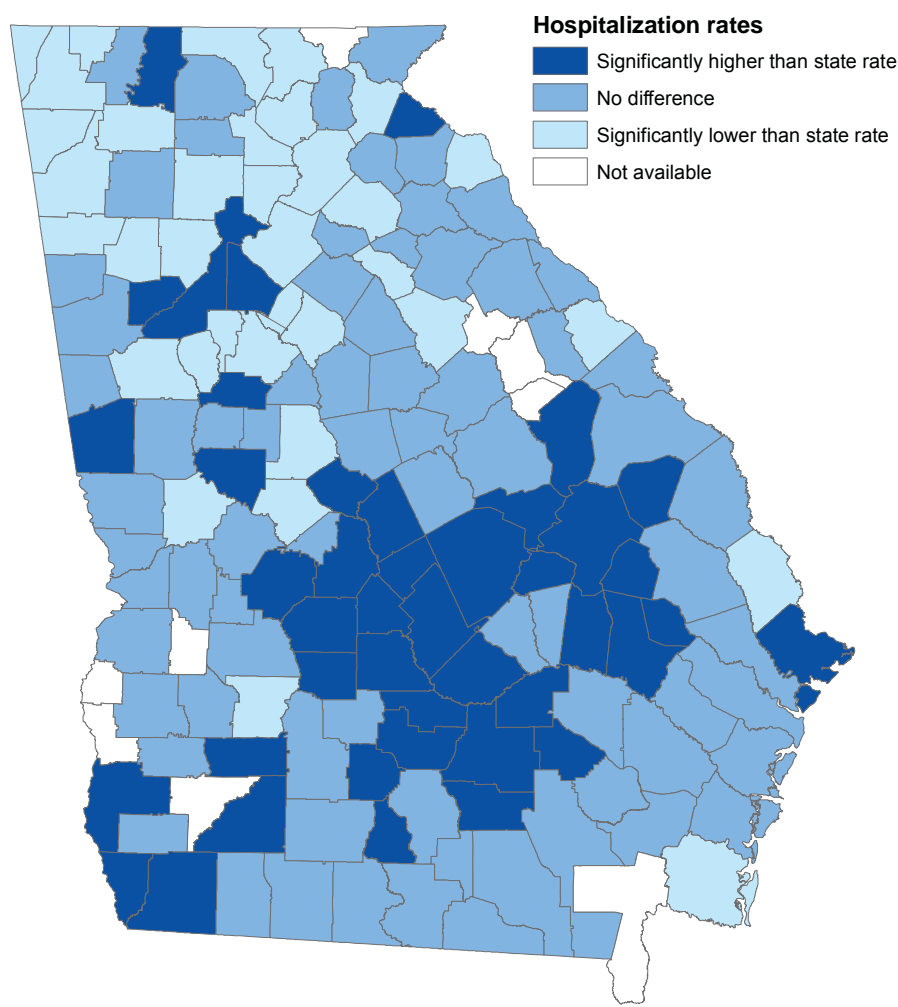 Hospitalization rates
Significantly higher than state rate
No difference
Significantly lower than state rate
Not available